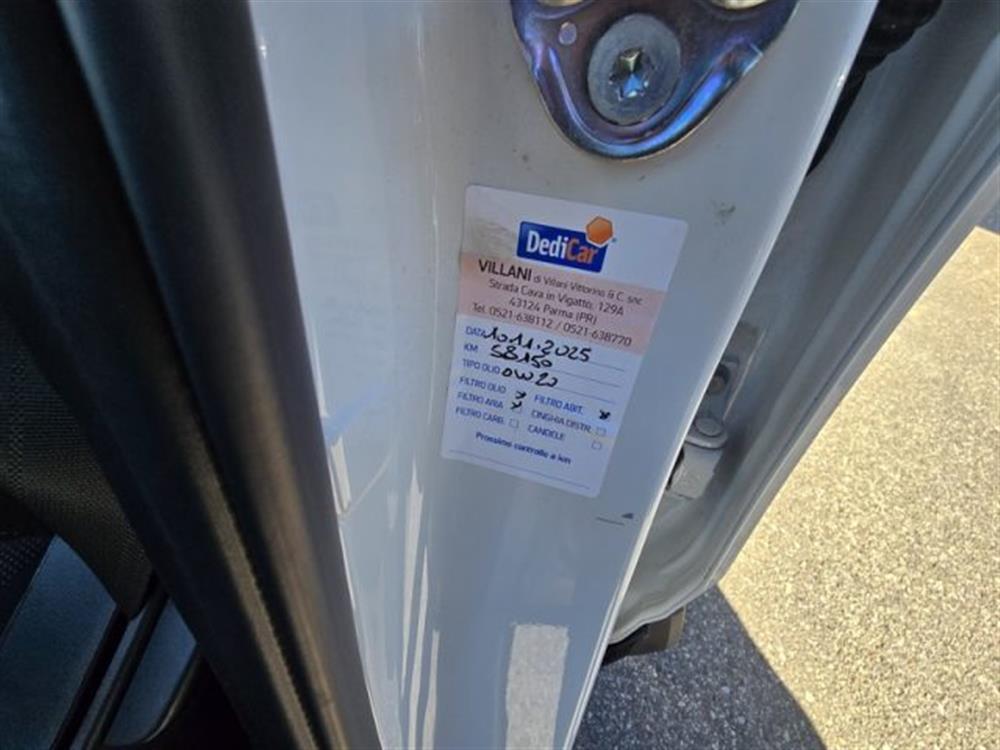 DediCar
VILLANI di Villani Vittorino & C. snc
Strada Cava in Vigatto, 129A
43124 Parma (PR)
Tel. 0521-638112 / 0521-638770
DATA 10.11.2025
KM 58150
TIPO OLIO 0W20
FILTRO OLIO x FILTRO ABIT. x
FILTRO ARIA x CINGHIA DISTR.
FILTRO CARB. CANDELE
Prossimo controllo a km